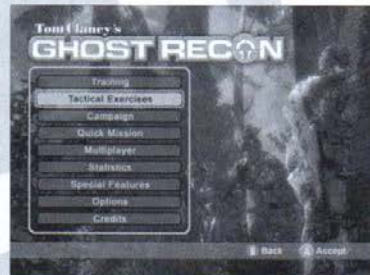 Tom Clancy's
GHOST RECON
Training
Tactical Exercises
Campaign
Quick Mission
Multiplayer
Statistics
Special Features
Options
Credits
B Back A Accept